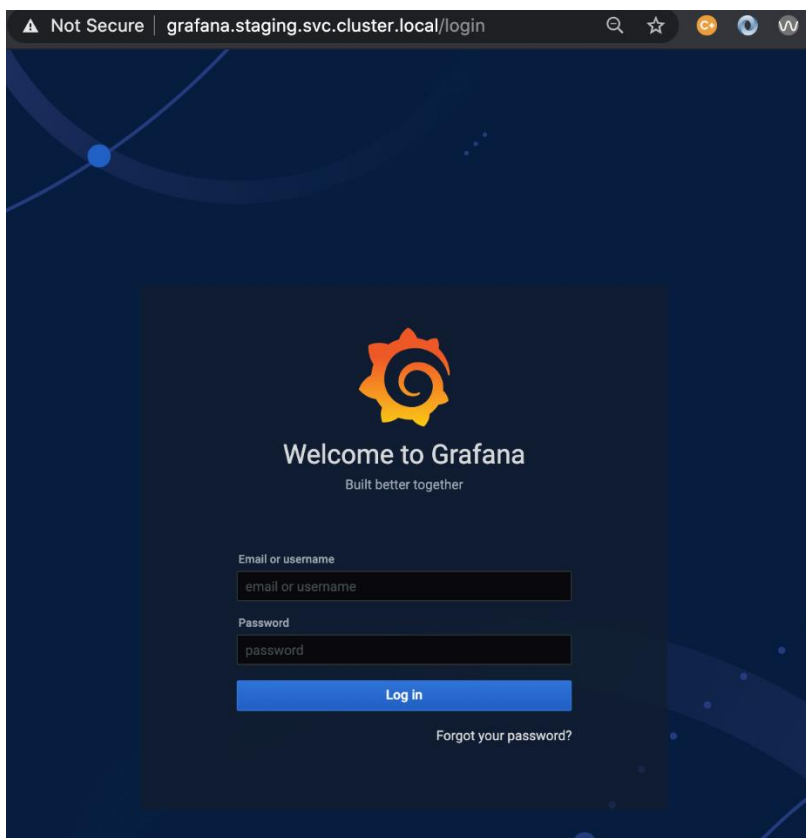 Not Secure | grafana.staging.svc.cluster.local/login
Welcome to Grafana
Built better together
Email or username
email or username
Password
password
Log in
Forgot your password?